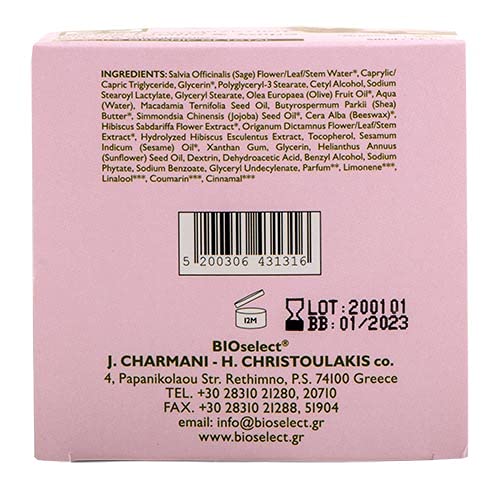 INGREDIENTS: Salvia Officinalis (Sage) Flower/Leaf/Stem Water*, Caprylic/
Capric Triglyceride, Glycerin*, Polyglyceryl-3 Stearate, Cetyl Alcohol, Sodium
Stearoyl Lactylate, Glyceryl Stearate, Olea Europaea (Olive) Fruit Oil*, Aqua
(Water), Macadamia Ternifolia Seed Oil, Butyrospermum Parkii (Shea)
Butter*, Simmondsia Chinensis (Jojoba) Seed Oil*, Cera Alba (Beeswax)*,
Hibiscus Sabdariffa Flower Extract*, Origanum Dictamnus Flower/Leaf/Stem
Extract*, Hydrolyzed Hibiscus Esculentus Extract, Tocopherol, Sesamum
Indicum (Sesame) Oil*, Xanthan Gum, Glycerin, Helianthus Annuus
(Sunflower) Seed Oil, Dextrin, Dehydroacetic Acid, Benzyl Alcohol, Sodium
Phytate, Sodium Benzoate, Glyceryl Undecylenate, Parfum**, Limonene***,
Linalool***, Coumarin***, Cinnamal***
5 200306 431316
12M
LOT: 200101
BB: 01/2023
BIOselect®
J. CHARMANI - H. CHRISTOULAKIS co.
4, Papanikolaou Str. Rethimno, P.S. 74100 Greece
TEL. +30 28310 21280, 20710
FAX. +30 28310 21288, 51904
email: info@bioselect.gr
www.bioselect.gr